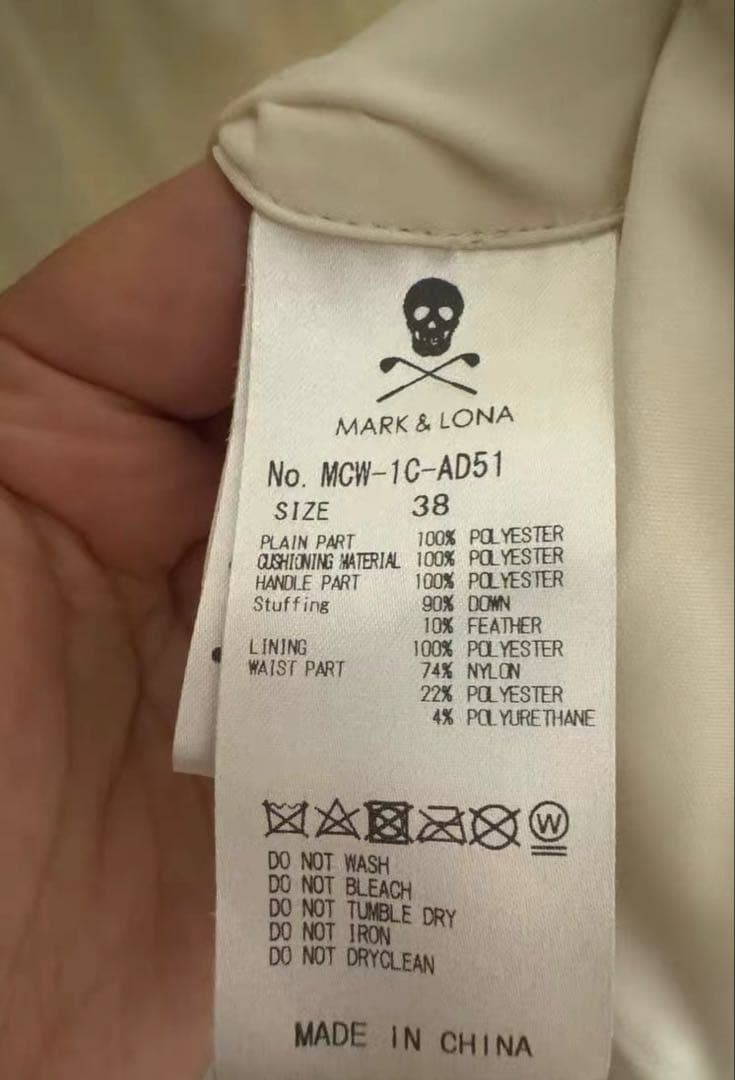 MARK & LONA
No. MCW-1C-AD51
SIZE 38
PLAIN PART 100% POLYESTER
CUSHIONING MATERIAL 100% POLYESTER
HANDLE PART 100% POLYESTER
Stuffing 90% DOWN
10% FEATHER
LINING 100% POLYESTER
WAIST PART 74% NYLON
22% POLYESTER
4% POLYURETHANE
W
DO NOT WASH
DO NOT BLEACH
DO NOT TUMBLE DRY
DO NOT IRON
DO NOT DRYCLEAN
MADE IN CHINA